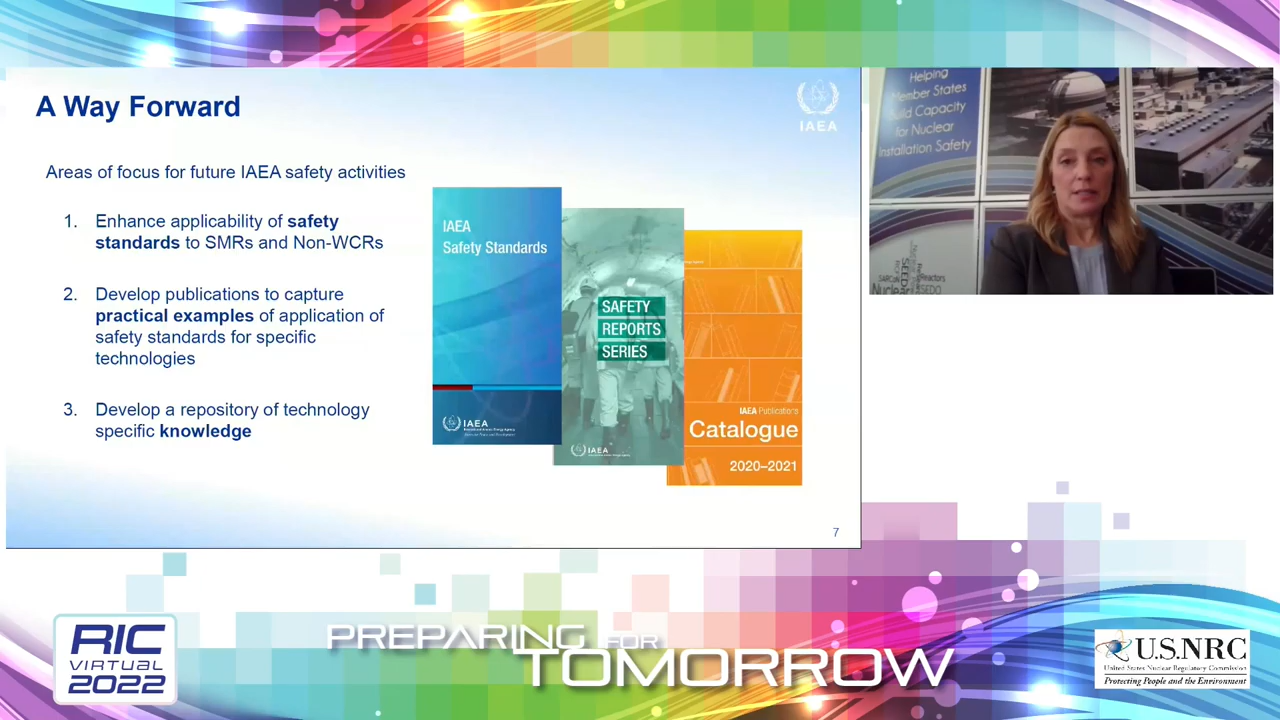 A Way Forward
IAEA
Areas of focus for future IAEA safety activities
1. Enhance applicability of safety
standards to SMRs and Non-WCRs
2. Develop publications to capture
practical examples of application of
safety standards for specific
technologies
3. Develop a repository of technology
specific knowledge
IAEA
Safety Standards
IAEA
SAFETY
REPORTS
SERIES
IAEA
IAEA Publications
Catalogue
2020–2021
7
Helping
Member States
Build Capacity
for Nuclear
Installation Safety
RIC
VIRTUAL
2022
PREPARING FOR
TOMORROW
U.S.NRC
United States Nuclear Regulatory Commission
Protecting People and the Environment